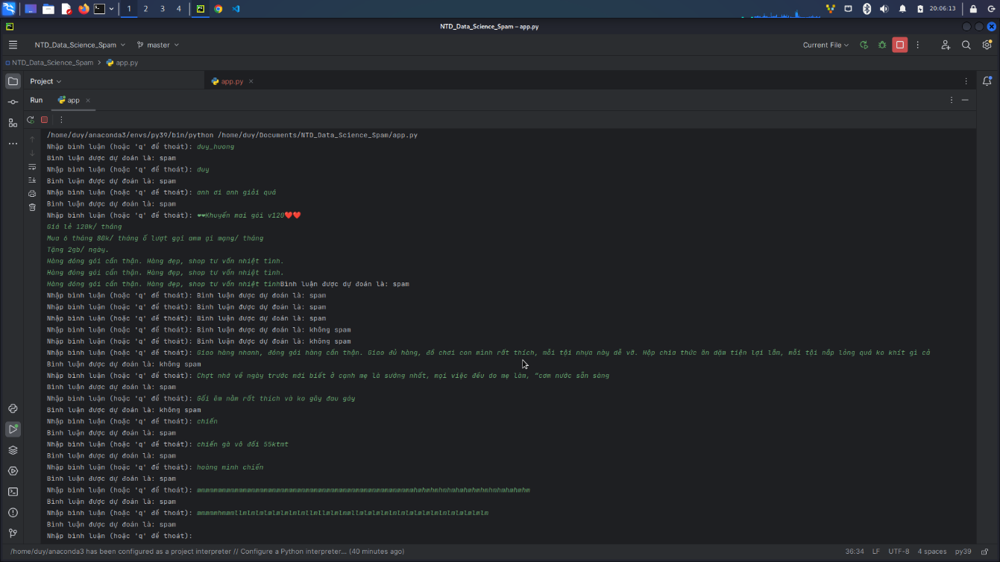 1 2 3 4 20:06:13
NTD_Data_Science_Spam – app.py
NTD_Data_Science_Spam master Current File
NTD_Data_Science_Spam > app.py
Project app.py
Run app
/home/duy/anaconda3/envs/py39/bin/python /home/duy/Documents/NTD_Data_Science_Spam/app.py
Nhập bình luận (hoặc 'q' để thoát): duy_huong
Bình luận được dự đoán là: spam
Nhập bình luận (hoặc 'q' để thoát): duy
Bình luận được dự đoán là: spam
Nhập bình luận (hoặc 'q' để thoát): anh ơi anh giỏi quá
Bình luận được dự đoán là: spam
Nhập bình luận (hoặc 'q' để thoát): ❤❤Khuyến mai gói v120❤️❤️
Giá lẻ 120k/ tháng
Mua 6 tháng 80k/ tháng ố lượt gọi amm ại mạng/ tháng
Tặng 2gb/ ngày.
Hàng đóng gói cẩn thận. Hàng đẹp, shop tư vấn nhiệt tình.
Hàng đóng gói cẩn thận. Hàng đẹp, shop tư vấn nhiệt tình.
Hàng đóng gói cẩn thận. Hàng đẹp, shop tư vấn nhiệt tìnhBình luận được dự đoán là: spam
Nhập bình luận (hoặc 'q' để thoát): Bình luận được dự đoán là: spam
Nhập bình luận (hoặc 'q' để thoát): Bình luận được dự đoán là: spam
Nhập bình luận (hoặc 'q' để thoát): Bình luận được dự đoán là: spam
Nhập bình luận (hoặc 'q' để thoát): Bình luận được dự đoán là: không spam
Nhập bình luận (hoặc 'q' để thoát): Bình luận được dự đoán là: không spam
Nhập bình luận (hoặc 'q' để thoát): Giao hàng nhanh, đóng gói hàng cẩn thận. Giao đủ hàng, đồ chơi con mình rất thích, mỗi tội nhựa này dễ vỡ. Hộp chia thức ăn dặm tiện lợi lắm, mỗi tội nắp lỏng quá ko khít gì cả
Bình luận được dự đoán là: không spam
Nhập bình luận (hoặc 'q' để thoát): Chợt nhớ về ngày trước mới biết ở cạnh mẹ là sướng nhất, mọi việc đều do mẹ làm, “cơm nước sẵn sàng
Bình luận được dự đoán là: spam
Nhập bình luận (hoặc 'q' để thoát): Gối êm nằm rất thích và ko gây đau gáy
Bình luận được dự đoán là: không spam
Nhập bình luận (hoặc 'q' để thoát): chiến
Bình luận được dự đoán là: spam
Nhập bình luận (hoặc 'q' để thoát): chiến gà vô đối 55ktmt
Bình luận được dự đoán là: spam
Nhập bình luận (hoặc 'q' để thoát): hoàng minh chiến
Bình luận được dự đoán là: spam
Nhập bình luận (hoặc 'q' để thoát):
Bình luận được dự đoán là: spam
Nhập bình luận (hoặc 'q' để thoát):
Bình luận được dự đoán là: spam
Nhập bình luận (hoặc 'q' để thoát):
/home/duy/anaconda3 has been configured as a project interpreter // Configure a Python interpreter... (40 minutes ago) 36:34 LF UTF-8 4 spaces py39